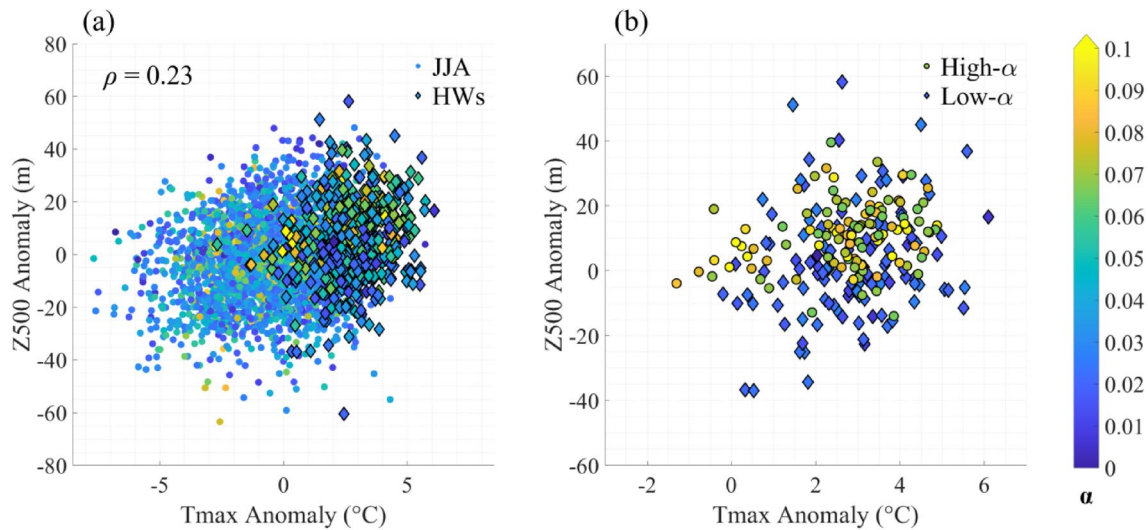 (a)
ρ = 0.23
JJA
HWs
80
60
40
20
0
-20
-40
-60
-80
Z500 Anomaly (m)
-5
0
5
Tmax Anomaly (°C)
(b)
High-α
Low-α
60
40
20
0
-20
-40
-60
Z500 Anomaly (m)
-2
0
2
4
6
Tmax Anomaly (°C)
0.1
0.09
0.08
0.07
0.06
0.05
0.04
0.03
0.02
0.01
0
α